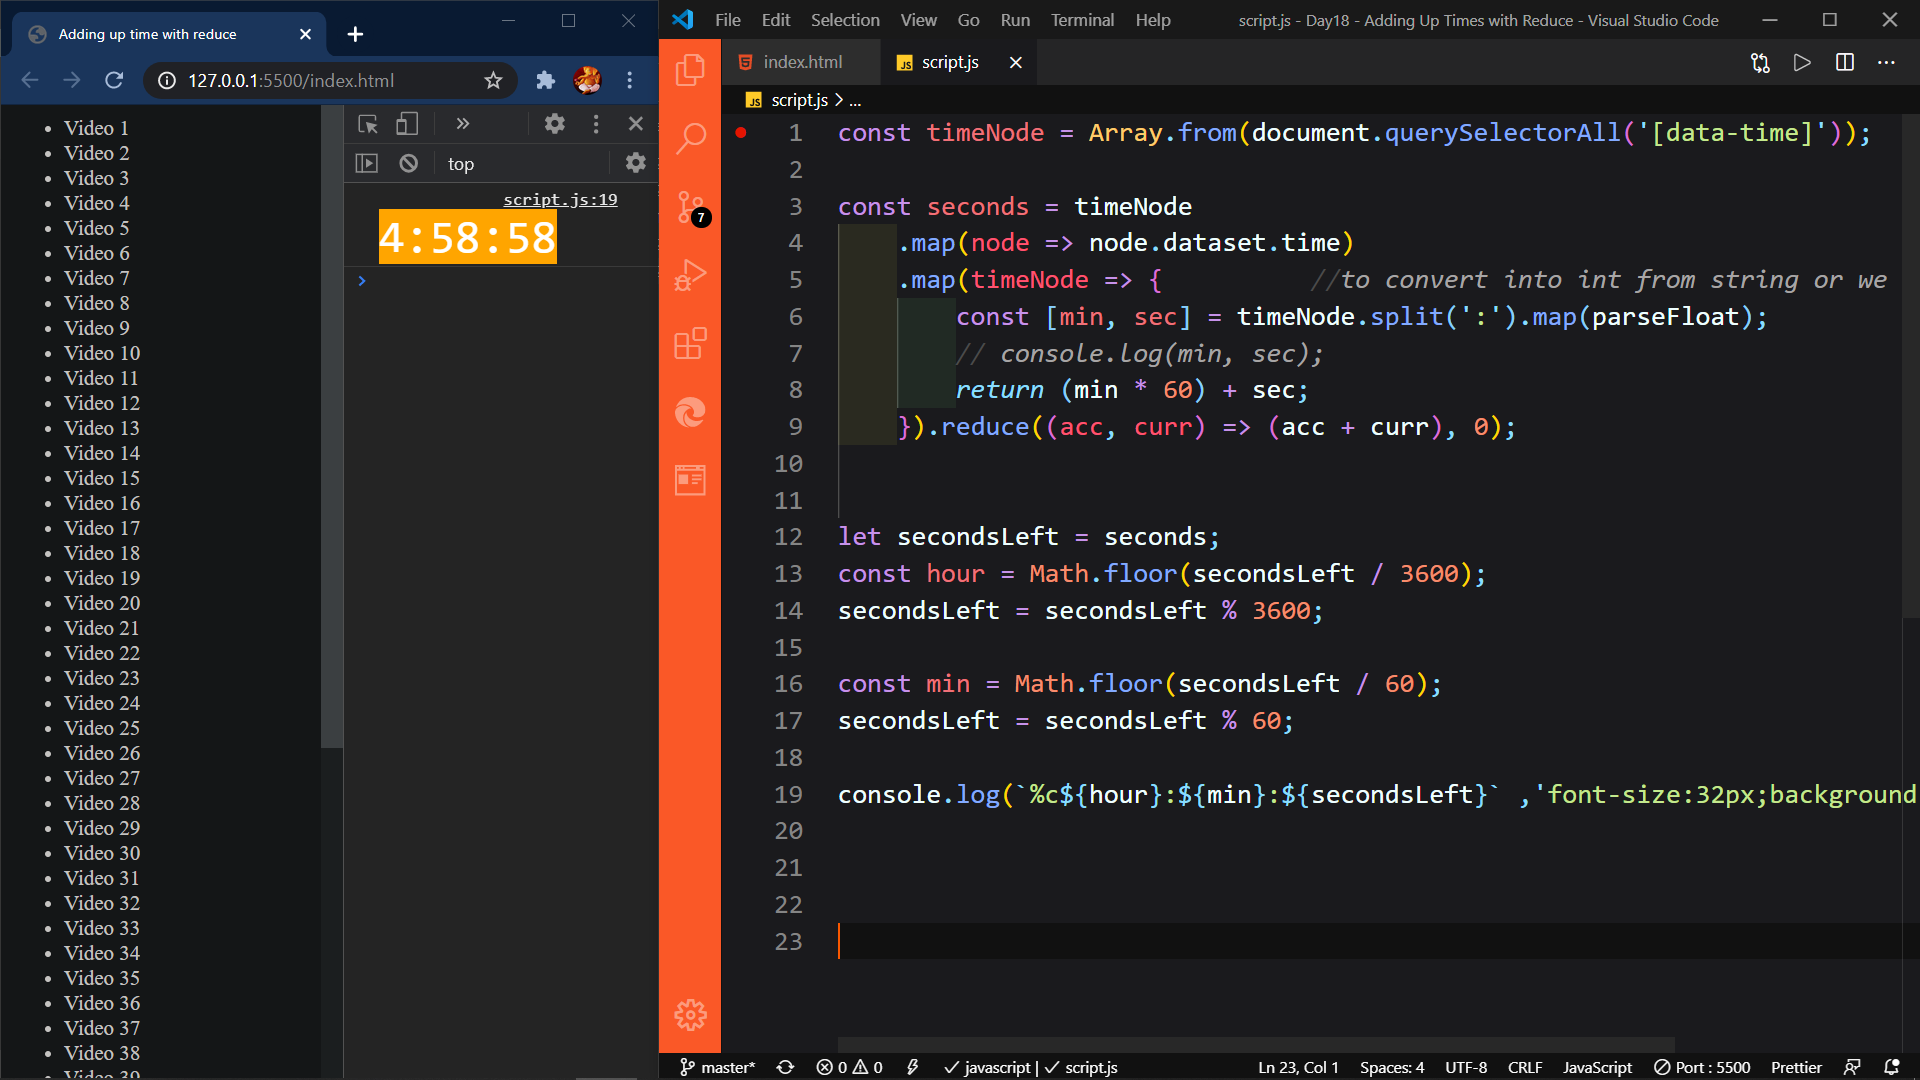 Adding up time with reduce
127.0.0.1:5500/index.html
Video 1
Video 2
Video 3
Video 4
Video 5
Video 6
Video 7
Video 8
Video 9
Video 10
Video 11
Video 12
Video 13
Video 14
Video 15
Video 16
Video 17
Video 18
Video 19
Video 20
Video 21
Video 22
Video 23
Video 24
Video 25
Video 26
Video 27
Video 28
Video 29
Video 30
Video 31
Video 32
Video 33
Video 34
Video 35
Video 36
Video 37
Video 38
Video 39
top
script.js:19
4:58:58
File Edit Selection View Go Run Terminal Help script.js - Day18 - Adding Up Times with Reduce - Visual Studio Code
index.html JS script.js
JS script.js > ...
7
1 const timeNode = Array.from(document.querySelectorAll('[data-time]'));
2
3 const seconds = timeNode
4 .map(node => node.dataset.time)
5 .map(timeNode => { //to convert into int from string or we
6 const [min, sec] = timeNode.split(':').map(parseFloat);
7 // console.log(min, sec);
8 return (min * 60) + sec;
9 }).reduce((acc, curr) => (acc + curr), 0);
10
11
12 let secondsLeft = seconds;
13 const hour = Math.floor(secondsLeft / 3600);
14 secondsLeft = secondsLeft % 3600;
15
16 const min = Math.floor(secondsLeft / 60);
17 secondsLeft = secondsLeft % 60;
18
19 console.log(`%c${hour}:${min}:${secondsLeft}` ,'font-size:32px;background
20
21
22
23
master* 0 0 javascript | script.js Ln 23, Col 1 Spaces: 4 UTF-8 CRLF JavaScript Port : 5500 Prettier